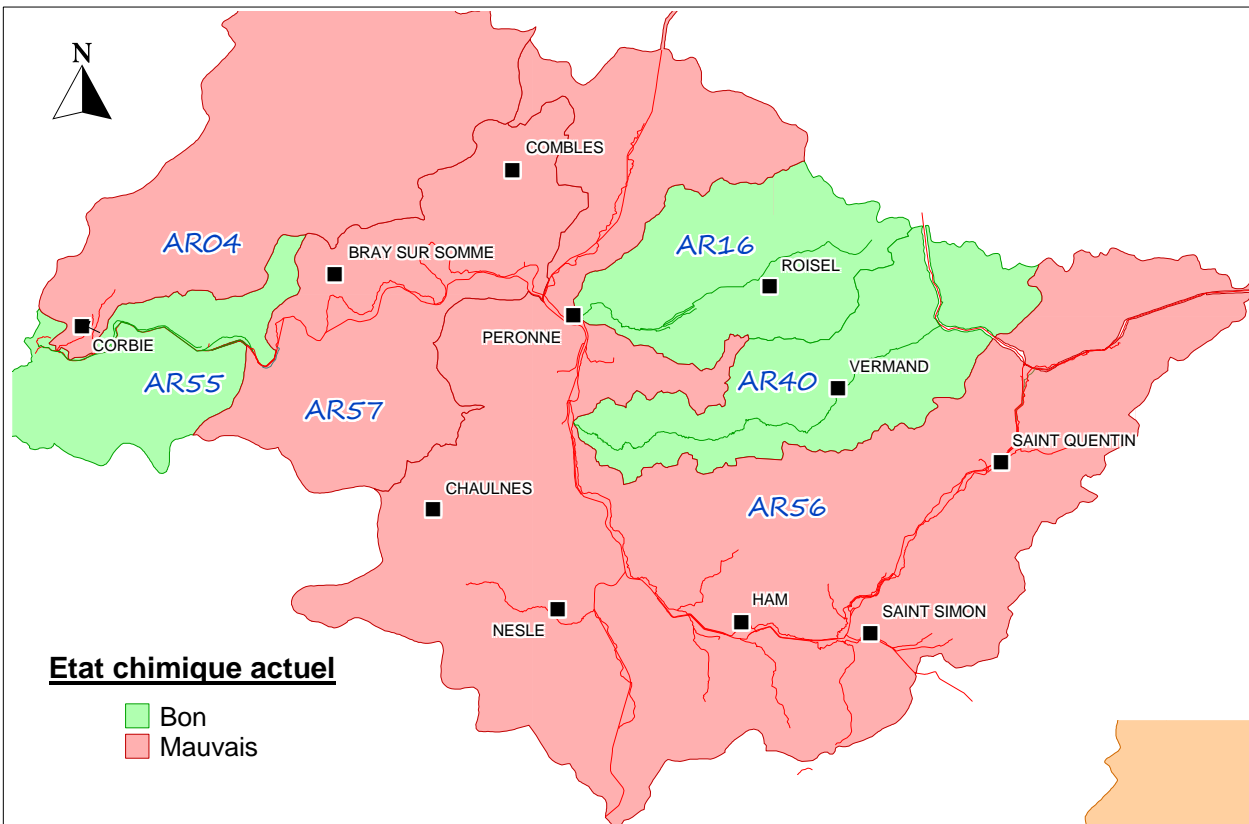 N
COMBLES
AR04
AR16
BRAY SUR SOMME
ROISEL
PERONNE
CORBIE
AR55
AR40
VERMAND
AR57
SAINT QUENTIN
CHAULNES
AR56
HAM
SAINT SIMON
NESLE
Etat chimique actuel
Bon
Mauvais